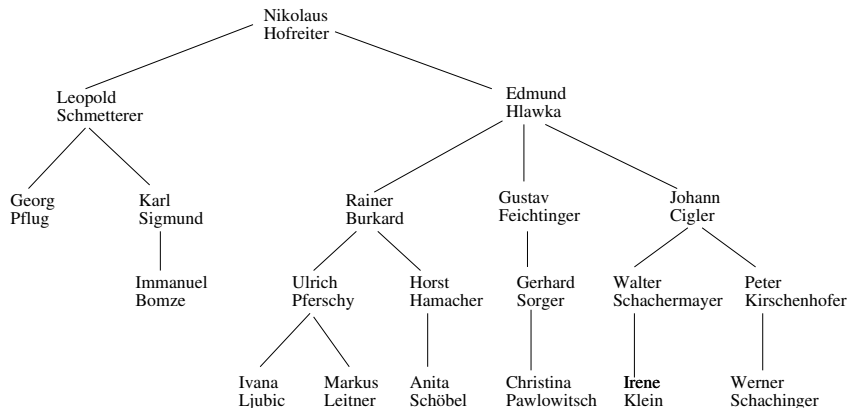 Nikolaus
Hofreiter
Leopold
Schmetterer
Edmund
Hlawka
Georg
Pflug
Karl
Sigmund
Rainer
Burkard
Gustav
Feichtinger
Johann
Cigler
Immanuel
Bomze
Ulrich
Pferschy
Horst
Hamacher
Gerhard
Sorger
Walter
Schachermayer
Peter
Kirschenhofer
Ivana
Ljubic
Markus
Leitner
Anita
Schöbel
Christina
Pawlowitsch
Irene
Klein
Werner
Schachinger